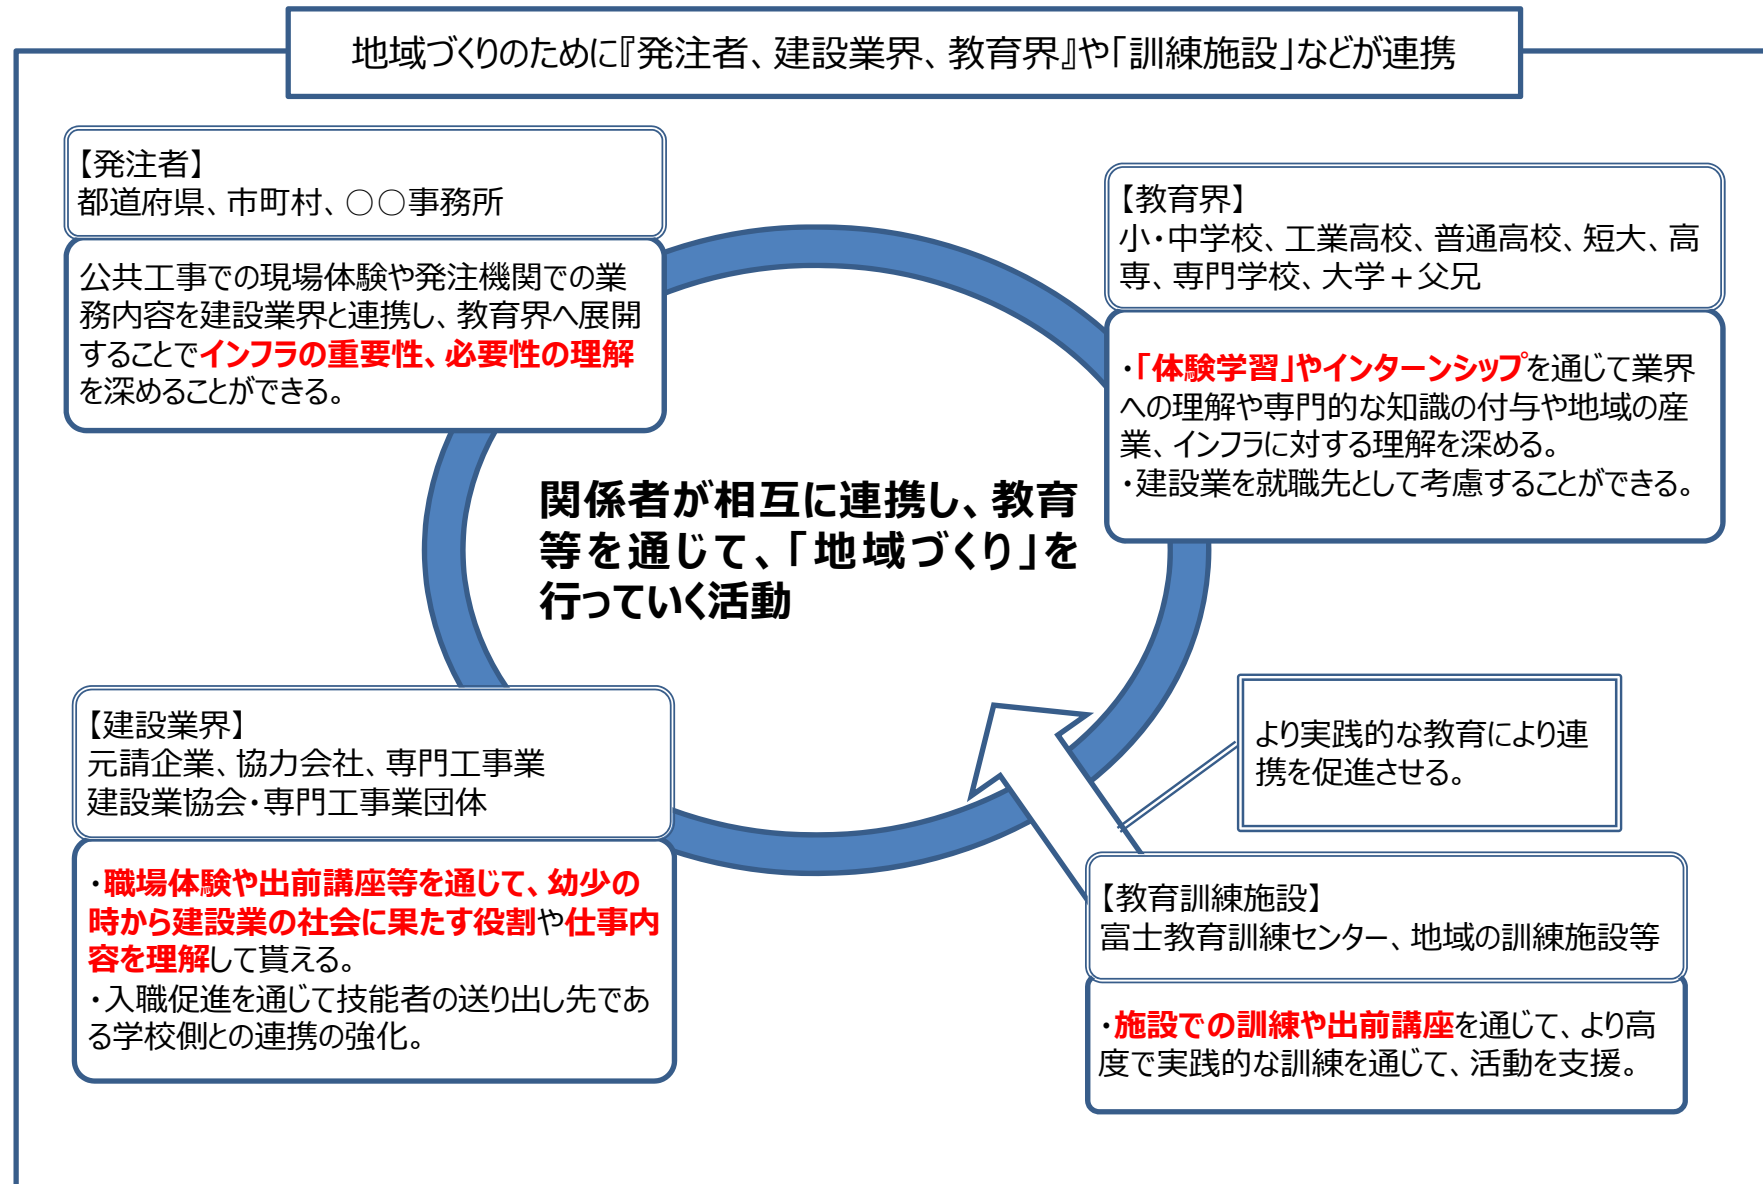 地域づくりのために『発注者、建設業界、教育界』や「訓練施設」などが連携
【発注者】
都道府県、市町村、○○事務所
公共工事での現場体験や発注機関での業
務内容を建設業界と連携し、教育界へ展開
することでインフラの重要性、必要性の理解
を深めることができる。
【教育界】
小・中学校、工業高校、普通高校、短大、高
専、専門学校、大学＋父兄
・「体験学習」やインターンシップを通じて業界
への理解や専門的な知識の付与や地域の産
業、インフラに対する理解を深める。
・建設業を就職先として考慮することができる。
関係者が相互に連携し、教育
等を通じて、「地域づくり」を
行っていく活動
【建設業界】
元請企業、協力会社、専門工事業
建設業協会・専門工事業団体
・職場体験や出前講座等を通じて、幼少の
時から建設業の社会に果たす役割や仕事内
容を理解して貰える。
・入職促進を通じて技能者の送り出し先であ
る学校側との連携の強化。
より実践的な教育により連
携を促進させる。
【教育訓練施設】
富士教育訓練センター、地域の訓練施設等
・施設での訓練や出前講座を通じて、より高
度で実践的な訓練を通じて、活動を支援。